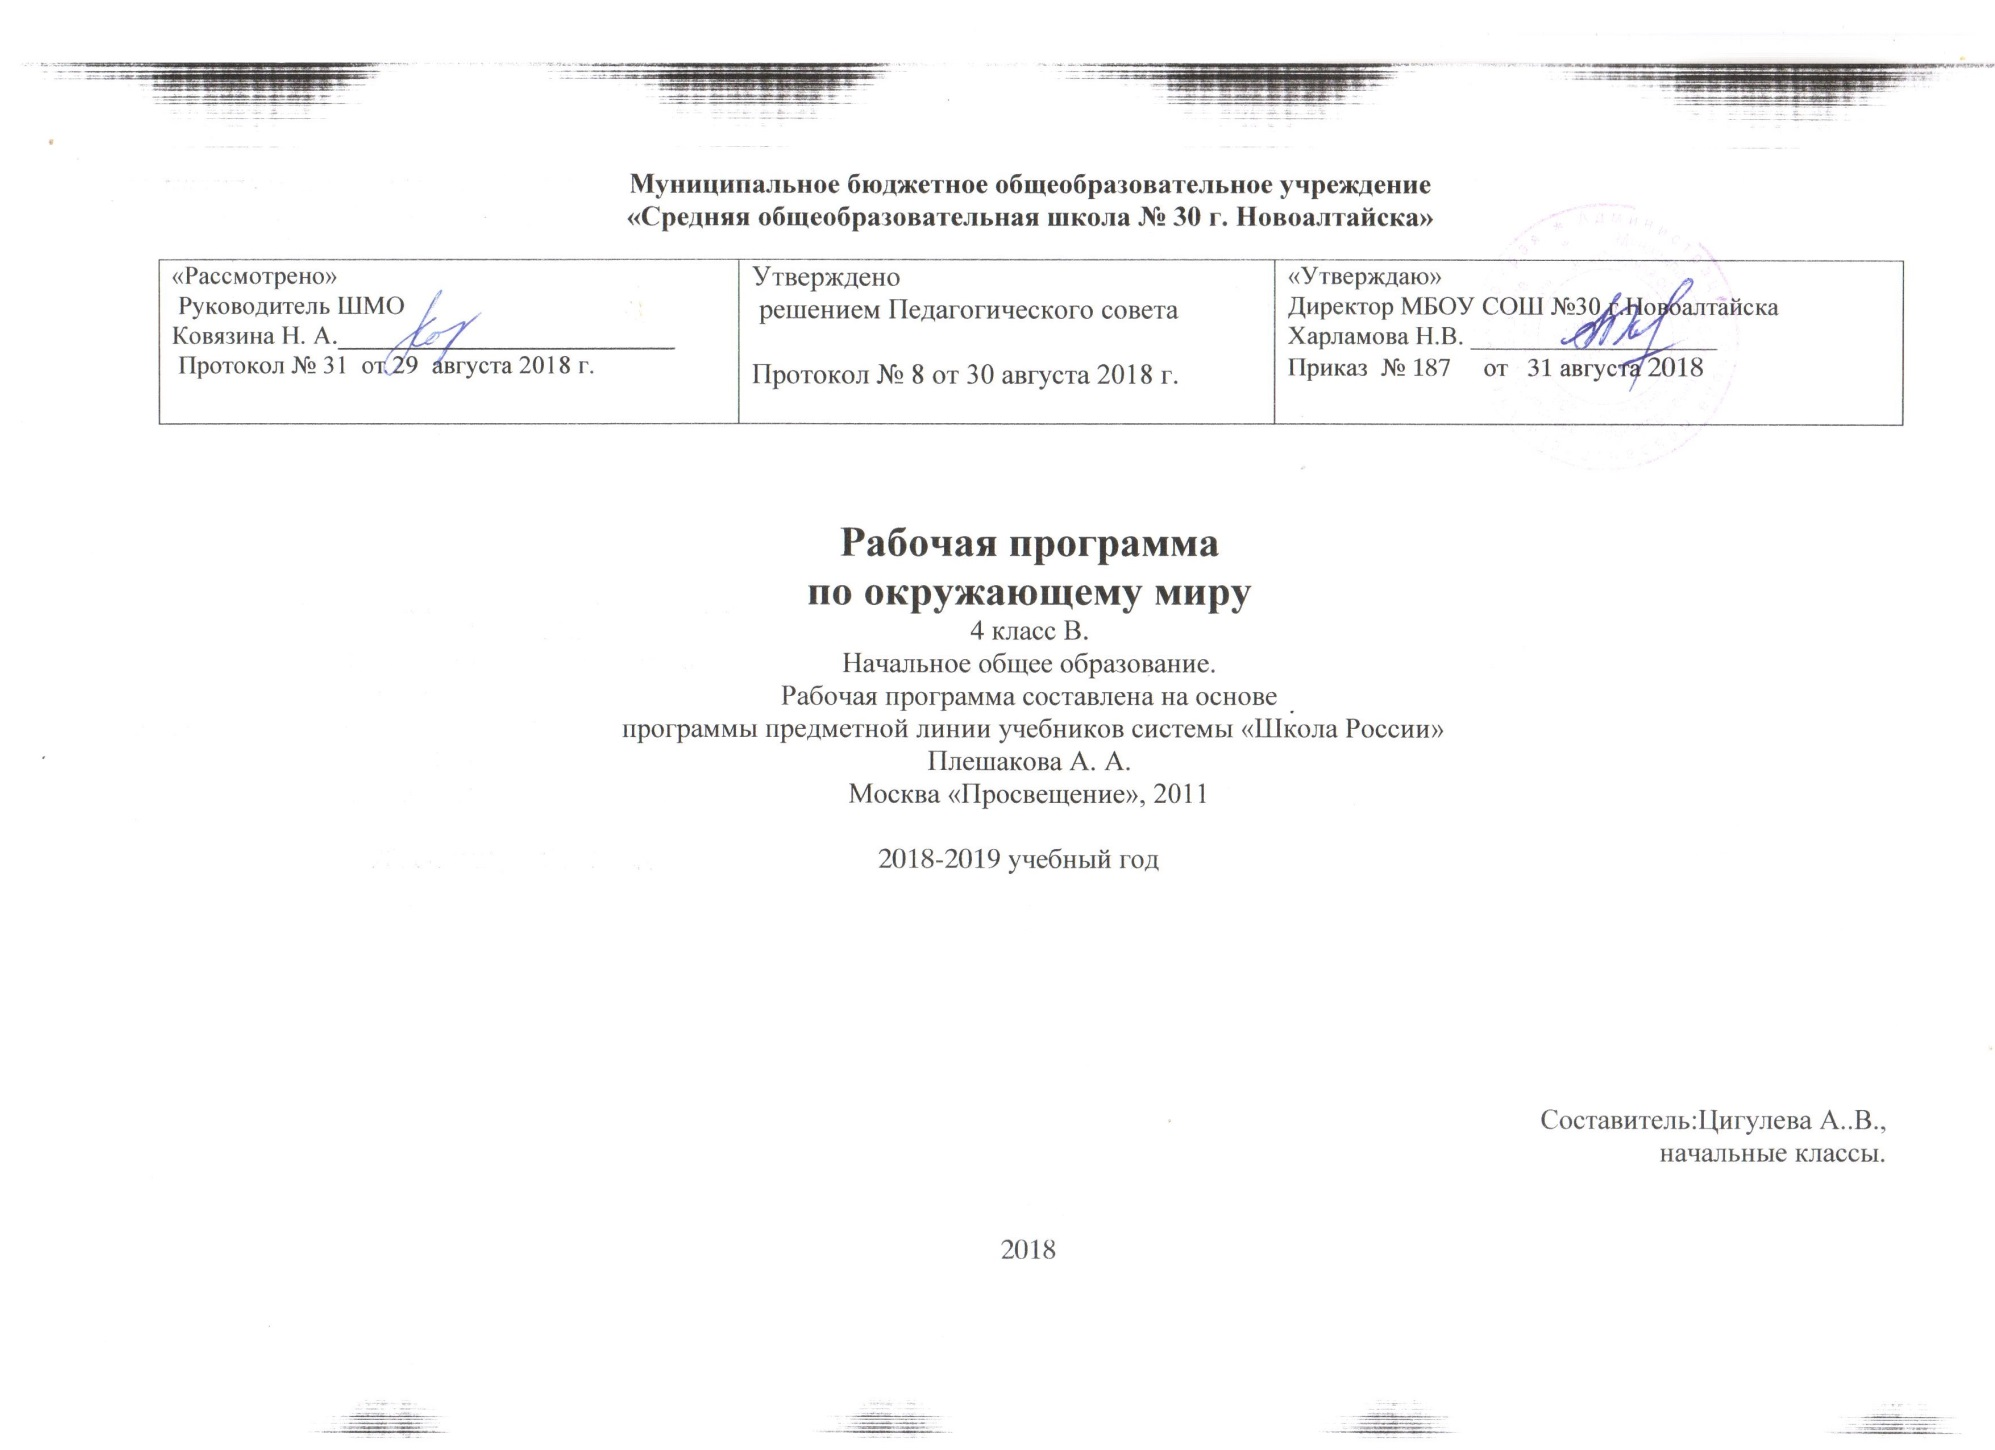 Муниципальное бюджетное общеобразовательное учреждение
«Средняя общеобразовательная школа № 30 г. Новоалтайска»
«Рассмотрено»
Руководитель ШМО
Ковязина Н. А.
Протокол № 31 от 29 августа 2018 г.
Утверждено
решением Педагогического совета
Протокол № 8 от 30 августа 2018 г.
«Утверждаю»
Директор МБОУ СОШ №30 г.Новоалтайска
Харламова Н.В.
Приказ № 187 от 31 августа 2018
Рабочая программа
по окружающему миру
4 класс В.
Начальное общее образование.
Рабочая программа составлена на основе
программы предметной линии учебников системы «Школа России»
Плешакова А. А.
Москва «Просвещение», 2011
2018-2019 учебный год
Составитель:Цигулева А..В.,
начальные классы.
2018